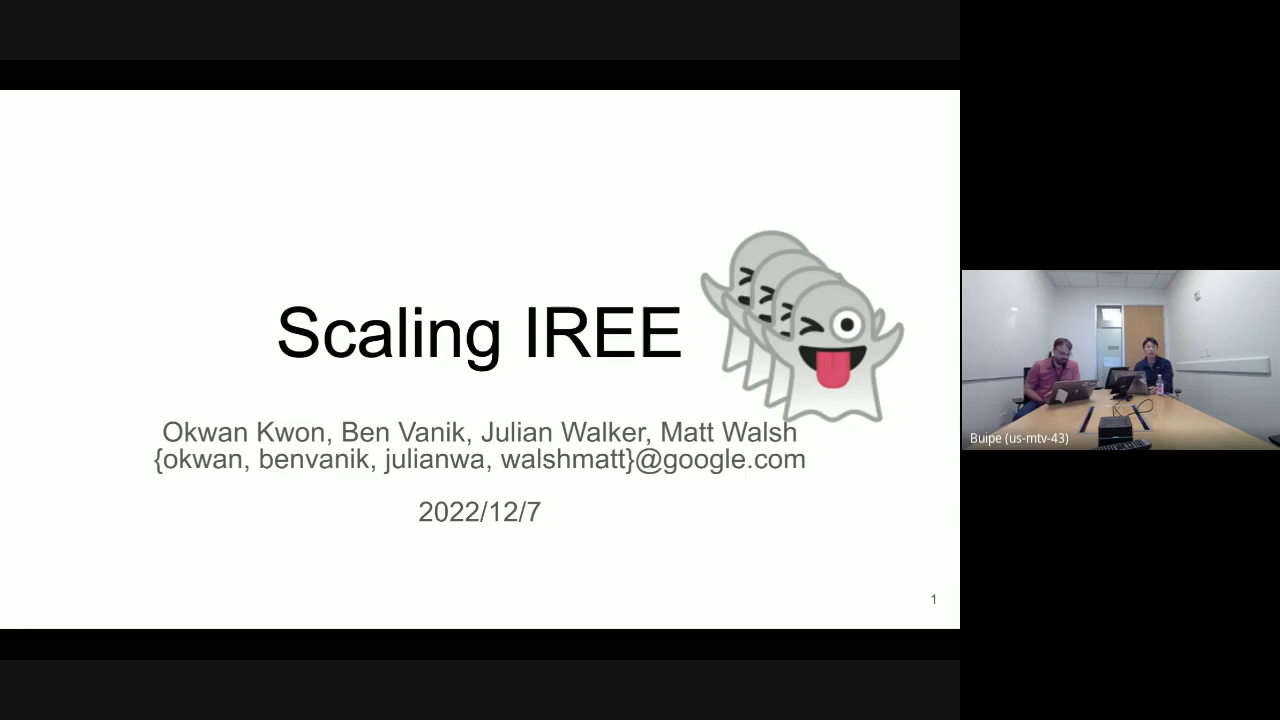 Scaling IREE
Okwan Kwon, Ben Vanik, Julian Walker, Matt Walsh
{okwan, benvanik, julianwa, walshmatt}@google.com
2022/12/7
1
Buipe (us-mtv-43)